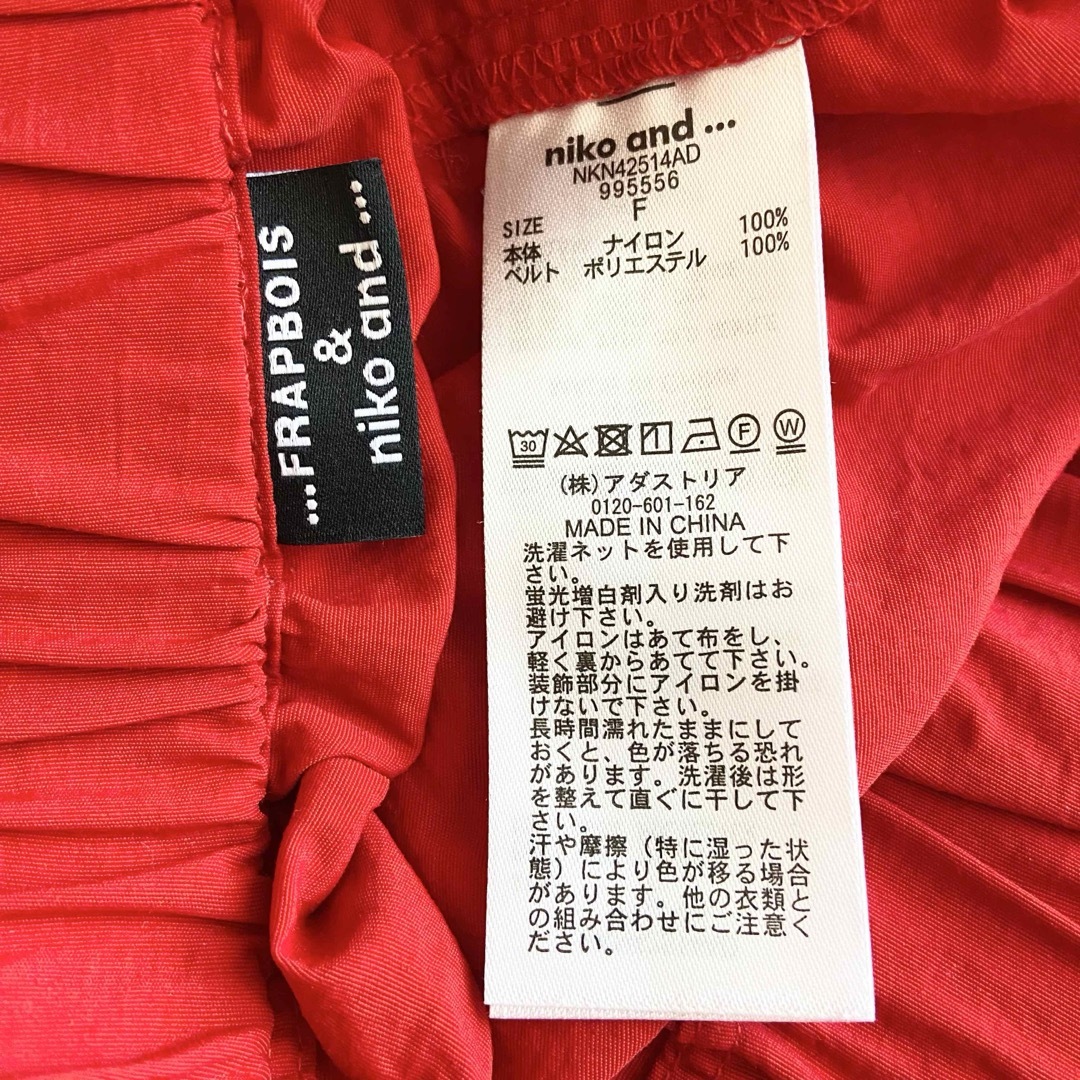 ...FRAPBOIS
&
niko and ...
niko and ...
NKN42514AD
995556
SIZE F
本体 ナイロン 100%
ベルト ポリエステル 100%
30 F W
(株)アダストリア
0120-601-162
MADE IN CHINA
洗濯ネットを使用して下
さい。
蛍光増白剤入り洗剤はお
避け下さい。
アイロンはあて布をし、
軽く裏からあてて下さい。
装飾部分にアイロンを掛
けないで下さい。
長時間濡れたままにして
おくと、色が落ちる恐れ
があります。洗濯後は形
を整えて直ぐに干して下
さい。
汗や摩擦(特に湿った状
態)により色が移る場合
があります。他の衣類と
の組み合わせにご注意く
ださい。